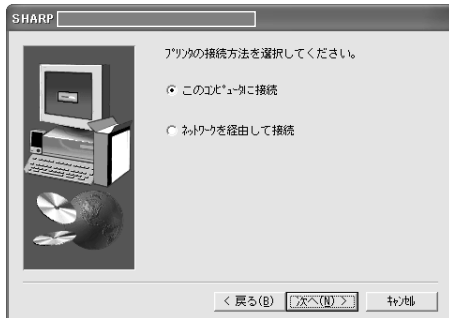 SHARP
プリンタの接続方法を選択してください。
このコンピュータに接続
ネットワークを経由して接続
< 戻る(B)
次へ(N) >
キャンセル